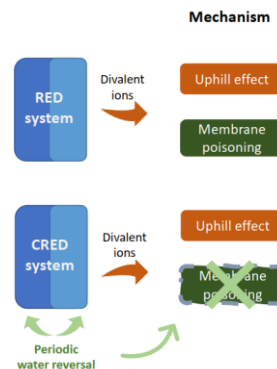 Mechanism
RED
system
Divalent
ions
Uphill effect
Membrane
poisoning
CRED
system
Divalent
ions
Uphill effect
Membrane
poisoning
Periodic
water reversal